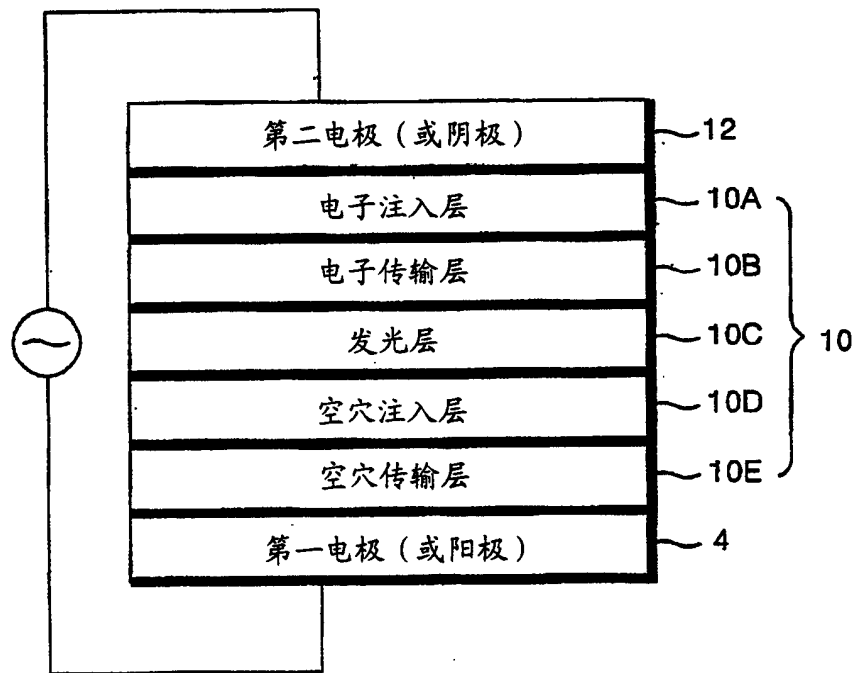 第二电极（或阴极） 12
电子注入层 10A
电子传输层 10B
发光层 10C
10
空穴注入层 10D
空穴传输层 10E
第一电极（或阳极） 4